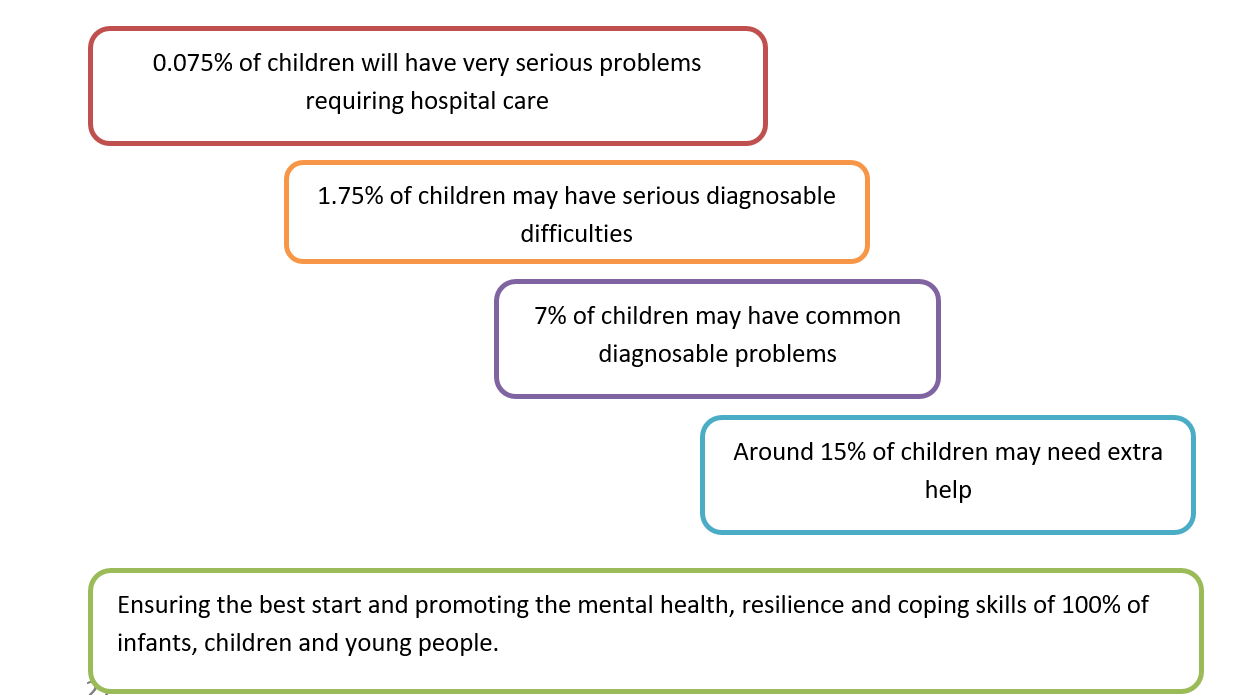 0.075% of children will have very serious problems
requiring hospital care
1.75% of children may have serious diagnosable
difficulties
7% of children may have common
diagnosable problems
Around 15% of children may need extra
help
Ensuring the best start and promoting the mental health, resilience and coping skills of 100% of
infants, children and young people.